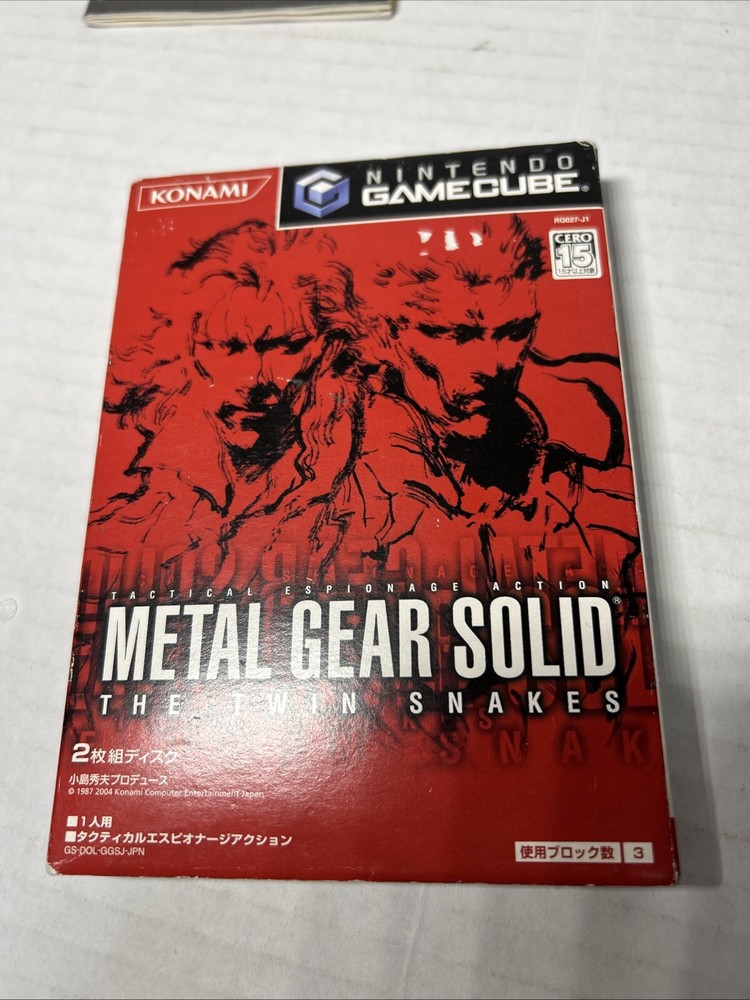 KONAMI
NINTENDO
GAMECUBE®
RG027-J1
CERO
15
15才以上対象
TACTICAL ESPIONAGE ACTION
METAL GEAR SOLID®
THE TWIN SNAKES
2枚組ディスク
小島秀夫プロデュース
© 1987 2004 Konami Computer Entertainment Japan
■1人用
■タクティカルエスピオナージアクション
GS-DOL-GGSJ-JPN
使用ブロック数 3